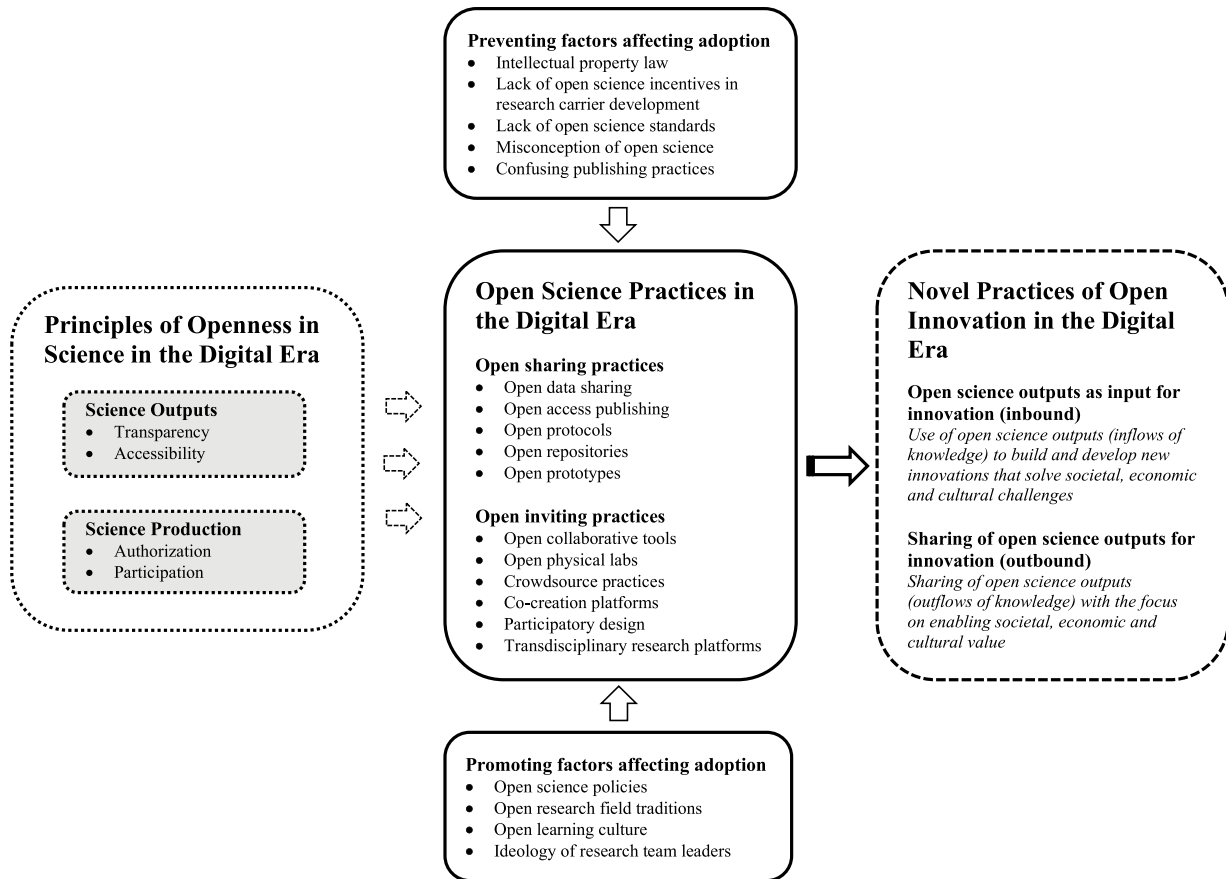 Preventing factors affecting adoption
• Intellectual property law
• Lack of open science incentives in
research carrier development
• Lack of open science standards
• Misconception of open science
• Confusing publishing practices
Principles of Openness in
Science in the Digital Era
Science Outputs
• Transparency
• Accessibility
Science Production
• Authorization
• Participation
Open Science Practices in
the Digital Era
Open sharing practices
• Open data sharing
• Open access publishing
• Open protocols
• Open repositories
• Open prototypes
Open inviting practices
• Open collaborative tools
• Open physical labs
• Crowdsource practices
• Co-creation platforms
• Participatory design
• Transdisciplinary research platforms
Novel Practices of Open
Innovation in the Digital
Era
Open science outputs as input for
innovation (inbound)
Use of open science outputs (inflows of
knowledge) to build and develop new
innovations that solve societal, economic
and cultural challenges
Sharing of open science outputs for
innovation (outbound)
Sharing of open science outputs
(outflows of knowledge) with the focus
on enabling societal, economic and
cultural value
Promoting factors affecting adoption
• Open science policies
• Open research field traditions
• Open learning culture
• Ideology of research team leaders